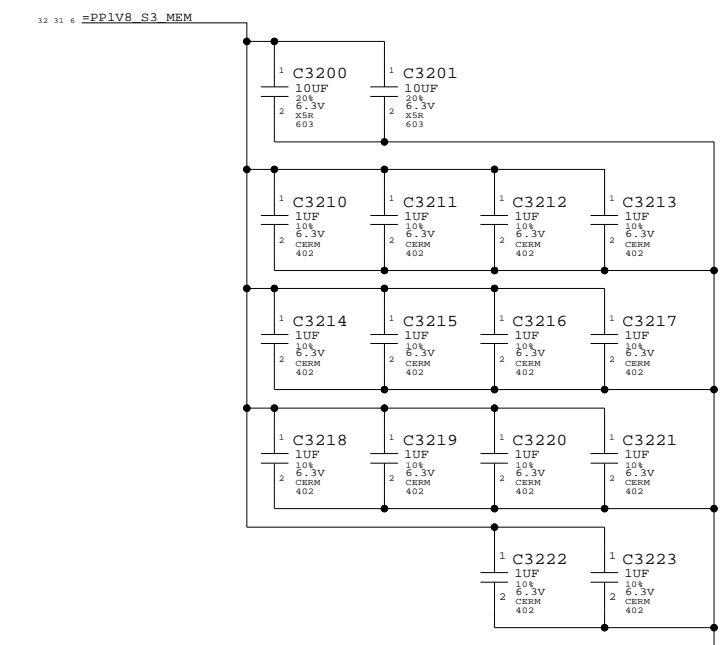 32 31 6 =PP1V8_S3_MEM
1 C3200
10UF
20%
6.3V
2 X5R
603
1 C3201
10UF
20%
6.3V
2 X5R
603
1 C3210
1UF
10%
6.3V
2 CERM
402
1 C3211
1UF
10%
6.3V
2 CERM
402
1 C3212
1UF
10%
6.3V
2 CERM
402
1 C3213
1UF
10%
6.3V
2 CERM
402
1 C3214
1UF
10%
6.3V
2 CERM
402
1 C3215
1UF
10%
6.3V
2 CERM
402
1 C3216
1UF
10%
6.3V
2 CERM
402
1 C3217
1UF
10%
6.3V
2 CERM
402
1 C3218
1UF
10%
6.3V
2 CERM
402
1 C3219
1UF
10%
6.3V
2 CERM
402
1 C3220
1UF
10%
6.3V
2 CERM
402
1 C3221
1UF
10%
6.3V
2 CERM
402
1 C3222
1UF
10%
6.3V
2 CERM
402
1 C3223
1UF
10%
6.3V
2 CERM
402